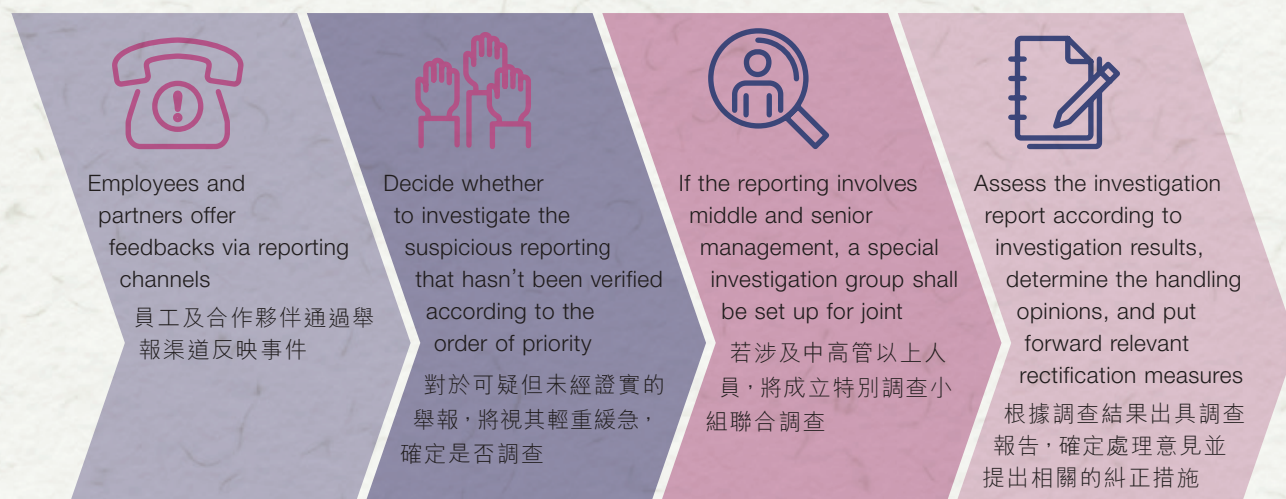 Employees and
partners offer
feedbacks via reporting
channels
員工及合作夥伴通過舉
報渠道反映事件
Decide whether
to investigate the
suspicious reporting
that hasn't been verified
according to the
order of priority
對於可疑但未經證實的
舉報，將視其輕重緩急，
確定是否調查
If the reporting involves
middle and senior
management, a special
investigation group shall
be set up for joint
若涉及中高管以上人
員，將成立特別調查小
組聯合調查
Assess the investigation
report according to
investigation results,
determine the handling
opinions, and put
forward relevant
rectification measures
根據調查結果出具調查
報告，確定處理意見並
提出相關的糾正措施